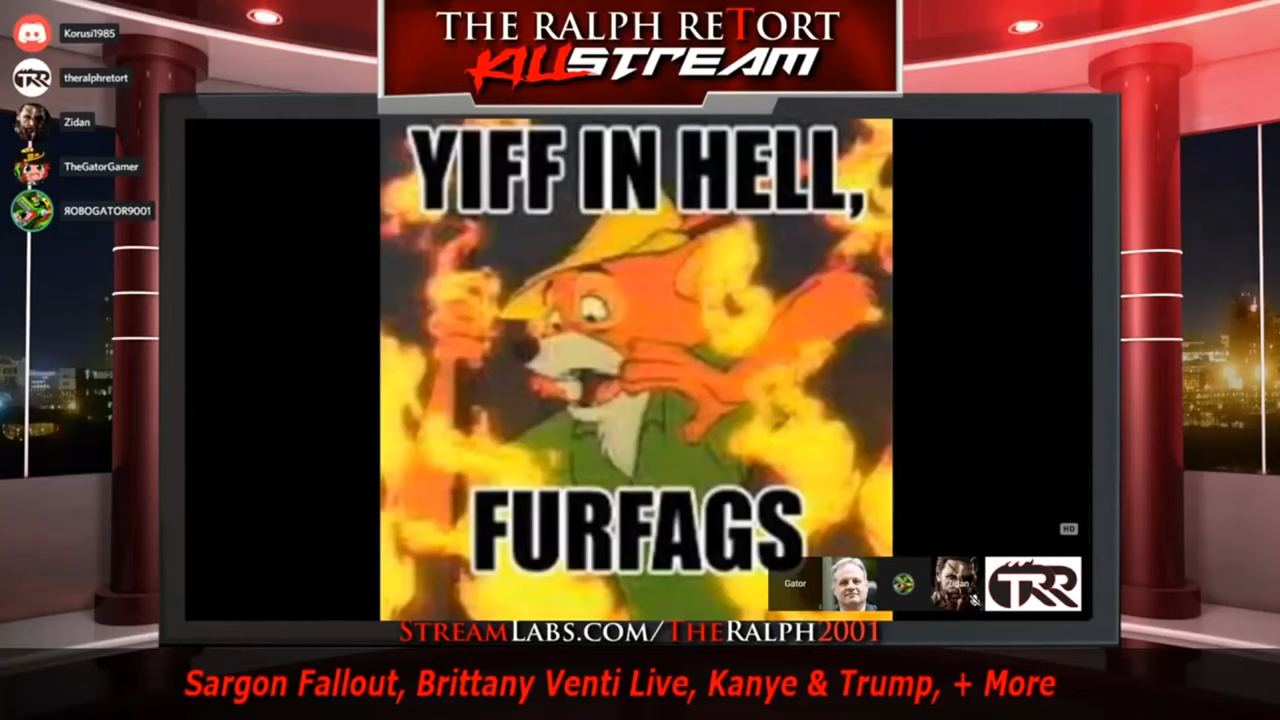 THE RALPH RETORT
KILLSTREAM
Korusi1985
TRR theralphretort
Zidan
TheGatorGamer
ЯOBOGATOR9001
YIFF IN HELL,
FURFAGS
HD
Gator
Zidan
TRR
STREAMLABS.COM/THERALPH2001
Sargon Fallout, Brittany Venti Live, Kanye & Trump, + More